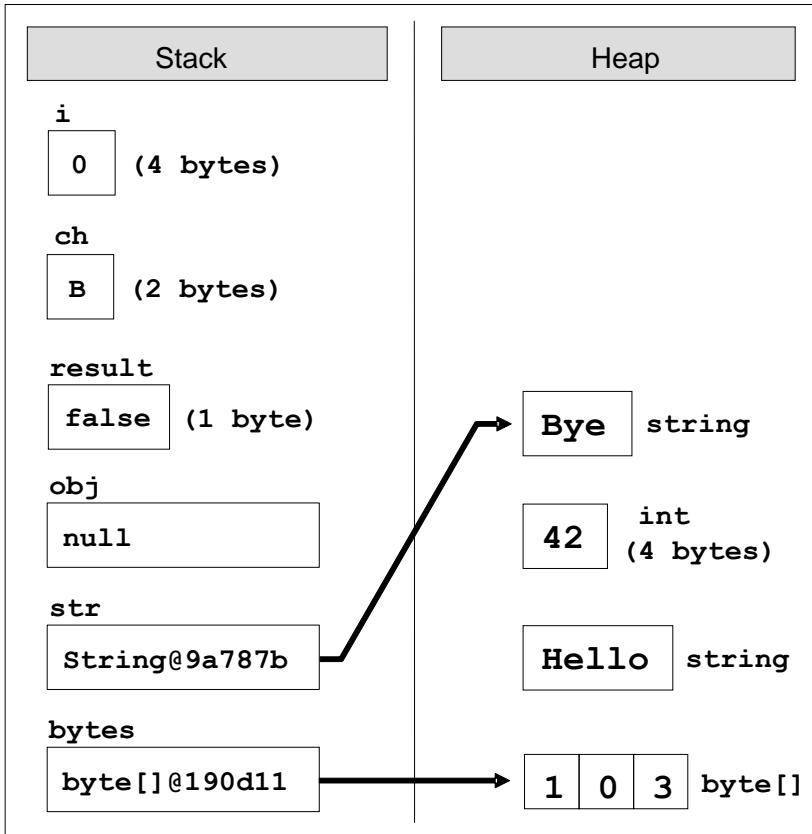 Stack
Heap
i
0 (4 bytes)
ch
B (2 bytes)
result
false (1 byte)
obj
null
str
String@9a787b
bytes
byte[]@190d11
Bye string
42 int
(4 bytes)
Hello string
1 0 3 byte[]